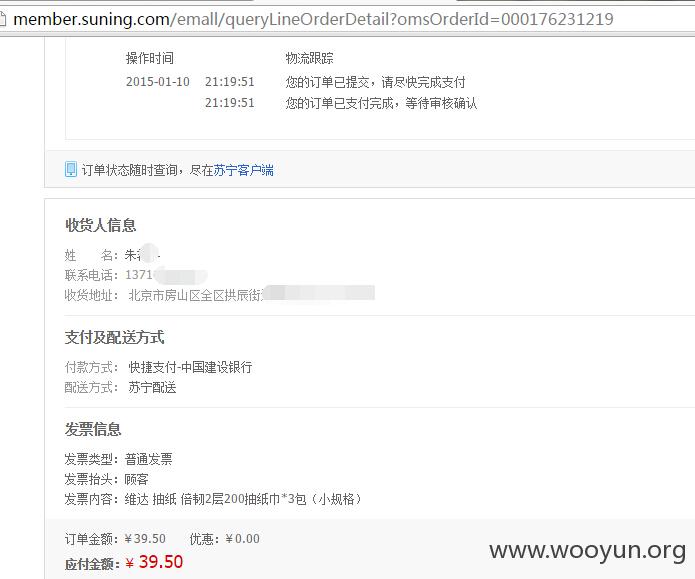 member.suning.com/emall/queryLineOrderDetail?omsOrderId=000176231219
操作时间 物流跟踪
2015-01-10 21:19:51 您的订单已提交，请尽快完成支付
21:19:51 您的订单已支付完成，等待审核确认
订单状态随时查询，尽在苏宁客户端
收货人信息
姓 名： 朱
联系电话： 1371
收货地址： 北京市房山区全区拱辰街
支付及配送方式
付款方式： 快捷支付-中国建设银行
配送方式： 苏宁配送
发票信息
发票类型： 普通发票
发票抬头： 顾客
发票内容： 维达 抽纸 倍韧2层200抽纸巾*3包（小规格）
订单金额：￥39.50 优惠：￥0.00
应付金额：￥ 39.50
www.wooyun.org